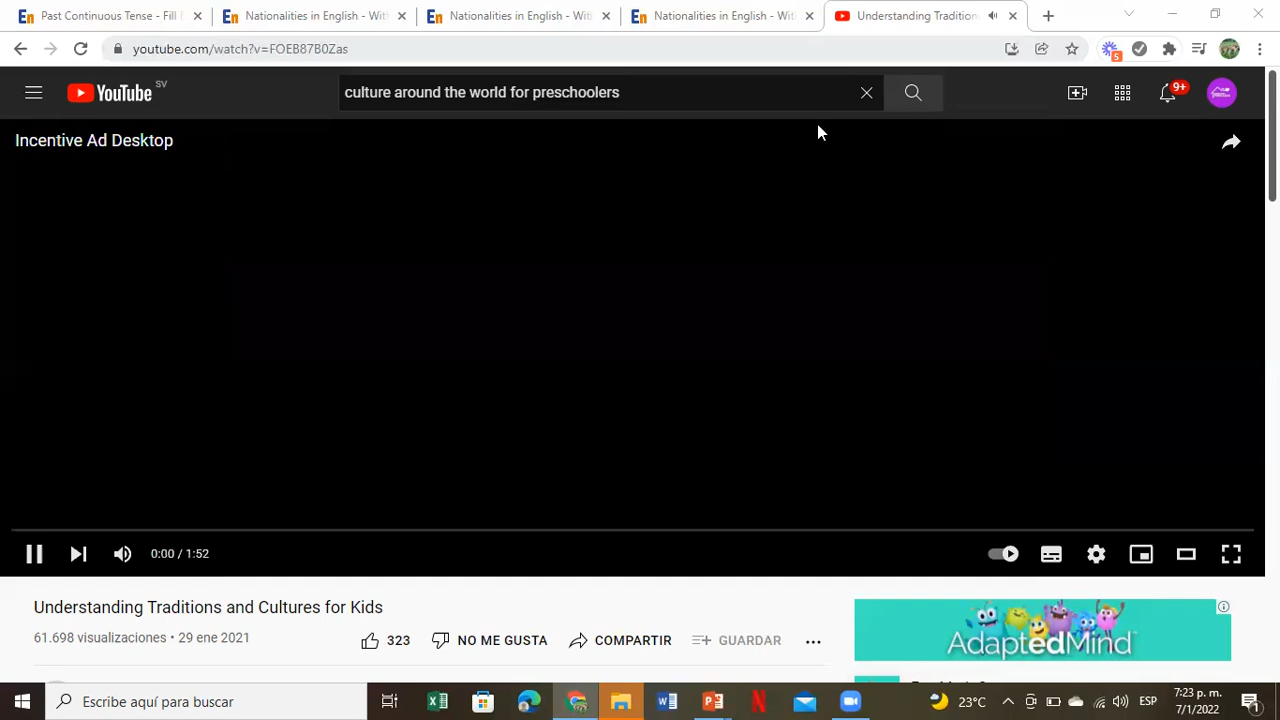 Past Continuous Tense - Fill
Nationalities in English - With
Nationalities in English - With
Nationalities in English - With
Understanding Tradition
youtube.com/watch?v=FOEB87B0Zas
5
YouTube SV
culture around the world for preschoolers
9+
Incentive Ad Desktop
0:00 / 1:52
Understanding Traditions and Cultures for Kids
61.698 visualizaciones • 29 ene 2021
323
NO ME GUSTA
COMPARTIR
GUARDAR
AdaptedMind
Escribe aquí para buscar
23°C
ESP
7:23 p. m.
7/1/2022
1